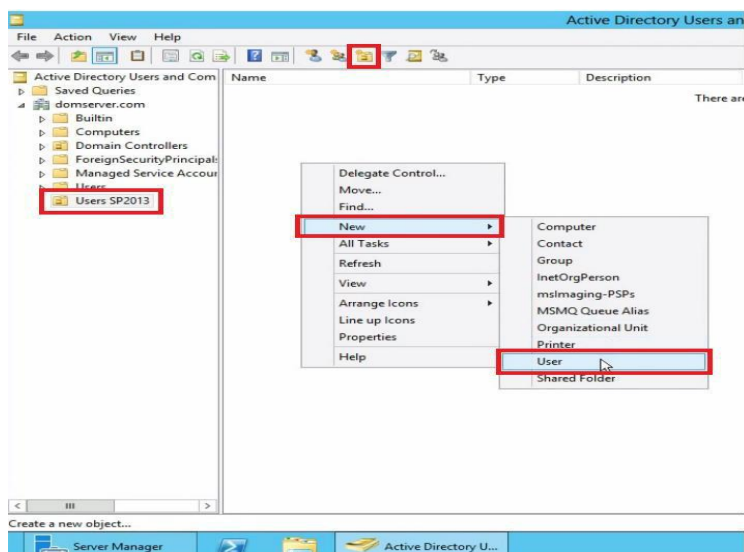 Active Directory Users an
File Action View Help
Active Directory Users and Com
Saved Queries
domserver.com
Builtin
Computers
Domain Controllers
ForeignSecurityPrincipals
Managed Service Accour
Users
Users SP2013
Name Type Description
There are
Delegate Control...
Move...
Find...
New
All Tasks
Refresh
View
Arrange Icons
Line up Icons
Properties
Help
Computer
Contact
Group
InetOrgPerson
msImaging-PSPs
MSMQ Queue Alias
Organizational Unit
Printer
User
Shared Folder
Create a new object...
Server Manager
Active Directory U...